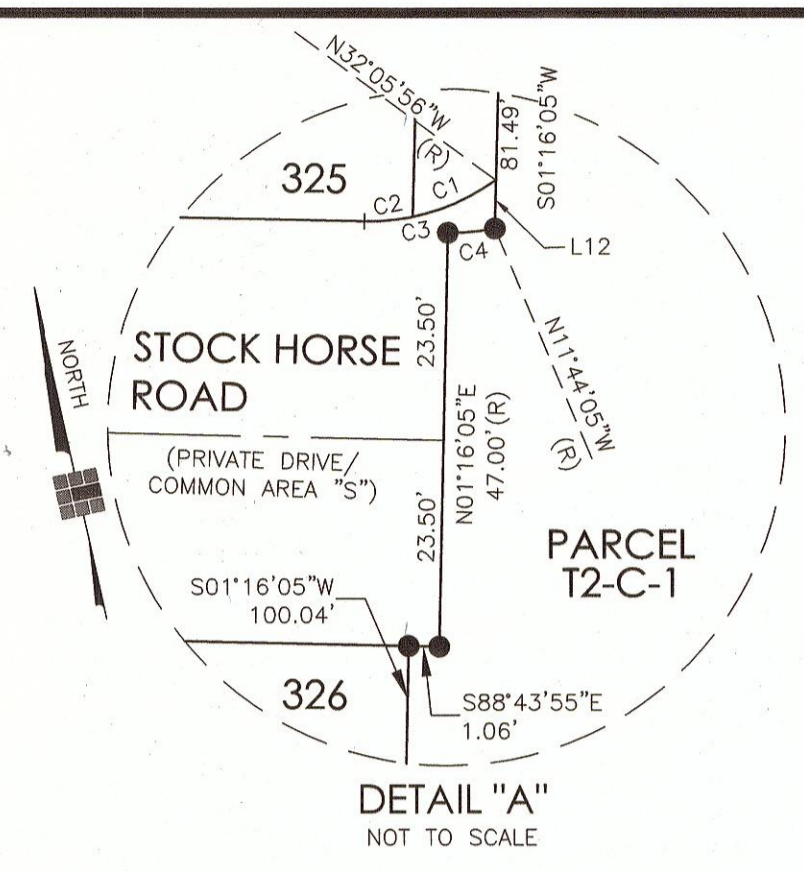 N32°05'56"W
(R)
81.49'
S01°16'05"W
325
C1
C2
C3
C4
L12
23.50'
N01°16'05"E
47.00'(R)
N11°44'05"W
(R)
NORTH
STOCK HORSE
ROAD
(PRIVATE DRIVE/
COMMON AREA "S")
23.50'
PARCEL
T2-C-1
S01°16'05"W
100.04'
326
S88°43'55"E
1.06'
DETAIL "A"
NOT TO SCALE